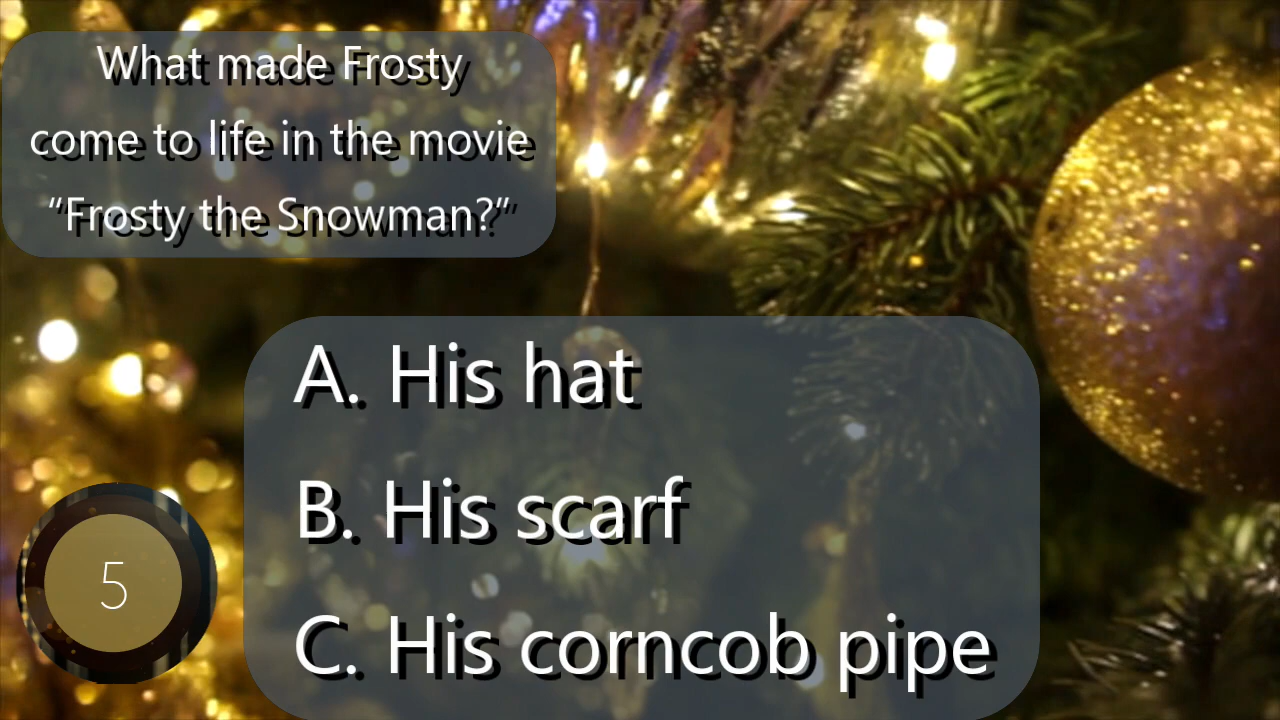 What made Frosty
come to life in the movie
“Frosty the Snowman?”
A. His hat
B. His scarf
5
C. His corncob pipe